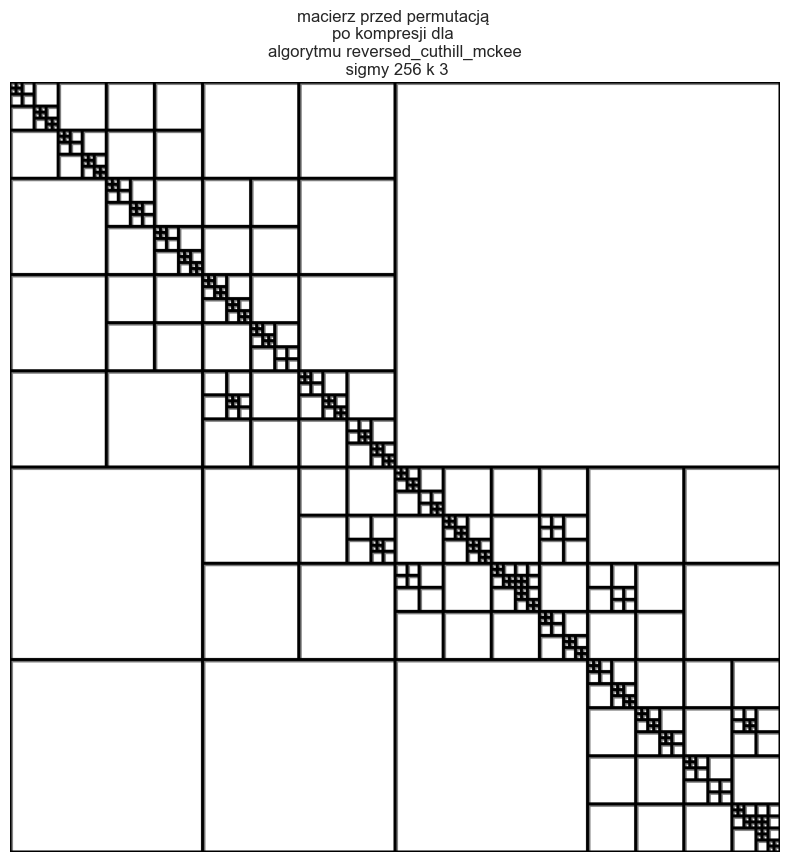 macierz przed permutacją
po kompresji dla
algorytmu reversed_cuthill_mckee
sigmy 256 k 3